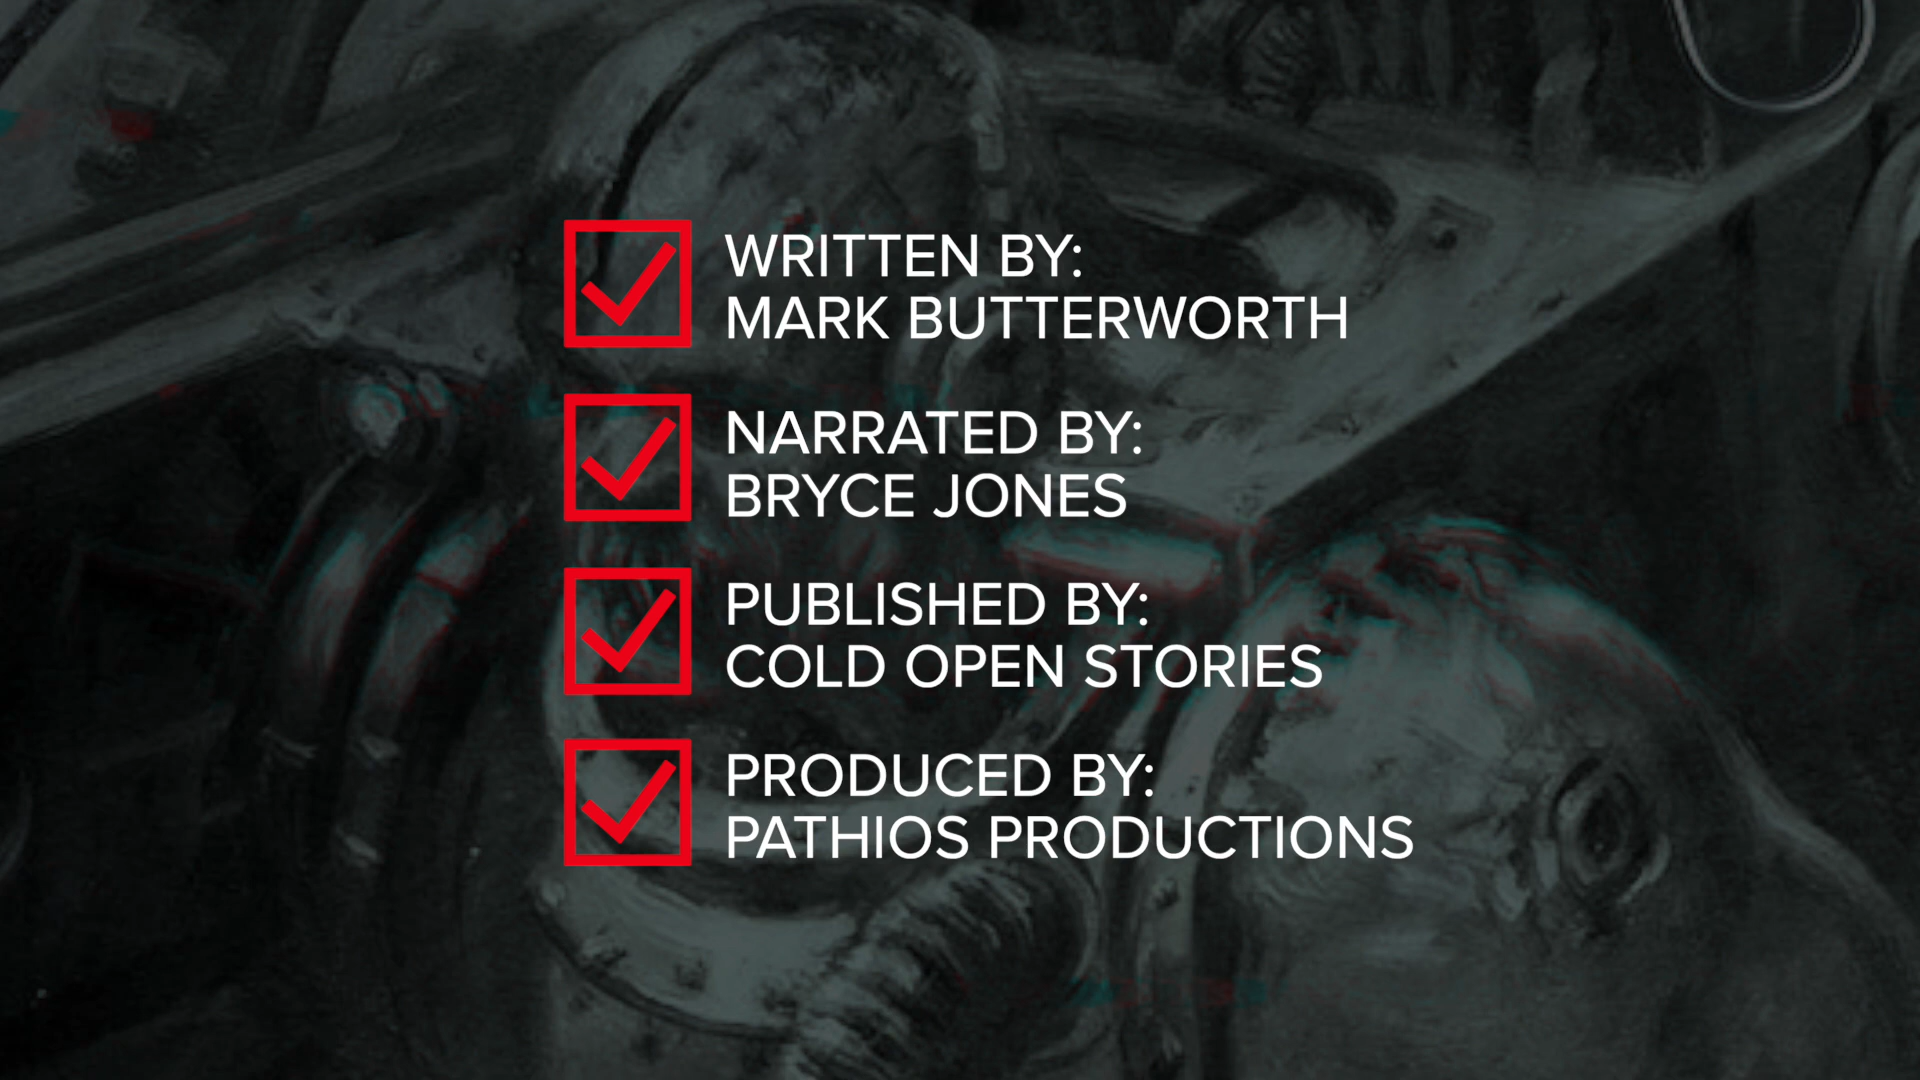 WRITTEN BY:
MARK BUTTERWORTH
NARRATED BY:
BRYCE JONES
PUBLISHED BY:
COLD OPEN STORIES
PRODUCED BY:
PATHIOS PRODUCTIONS